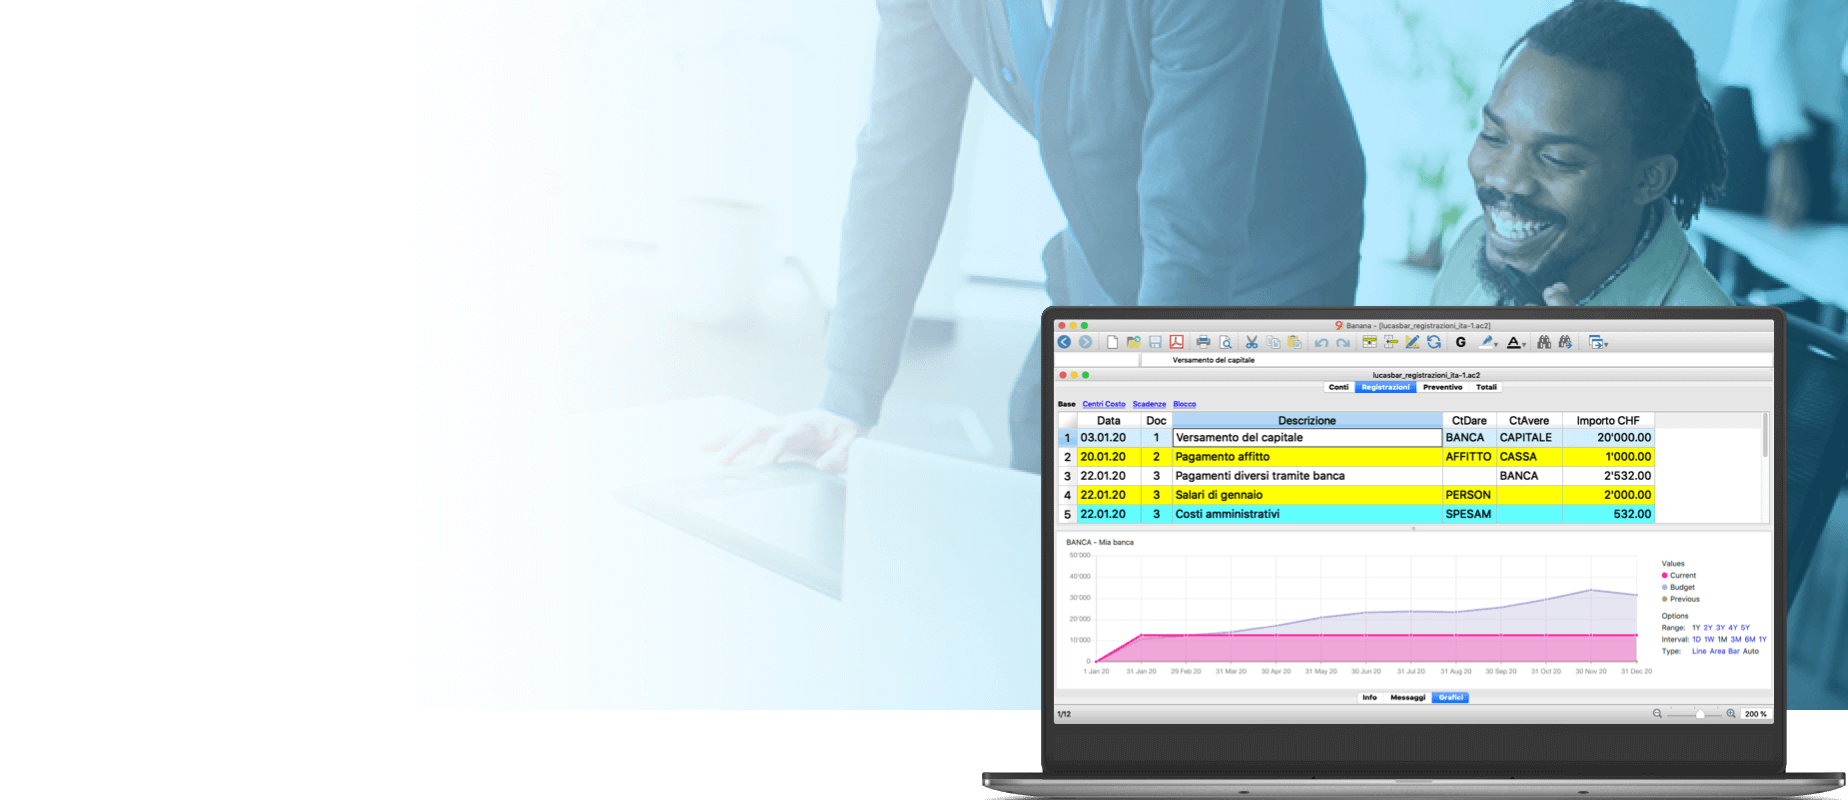 9 Banana - [lucasbar_registrazioni_ita-1.ac2]
G A
Versamento del capitale
lucasbar_registrazioni_ita-1.ac2
Conti Registrazioni Preventivo Totali
Base Centri Costo Scadenze Blocco
Data Doc Descrizione CtDare CtAvere Importo CHF
1 03.01.20 1 Versamento del capitale BANCA CAPITALE 20'000.00
2 20.01.20 2 Pagamento affitto AFFITTO CASSA 1'000.00
3 22.01.20 3 Pagamenti diversi tramite banca BANCA 2'532.00
4 22.01.20 3 Salari di gennaio PERSON 2'000.00
5 22.01.20 3 Costi amministrativi SPESAM 532.00
BANCA - Mia banca
50'000
40'000
30'000
20'000
10'000
0
1 Jan 20 31 Jan 20 29 Feb 20 31 Mar 20 30 Apr 20 31 May 20 30 Jun 20 31 Jul 20 31 Aug 20 30 Sep 20 31 Oct 20 30 Nov 20 31 Dec 20
Values
Current
Budget
Previous
Options
Range: 1Y 2Y 3Y 4Y 5Y
Interval: 1D 1W 1M 3M 6M 1Y
Type: Line Area Bar Auto
Info Messaggi Grafici
1/12
200 %